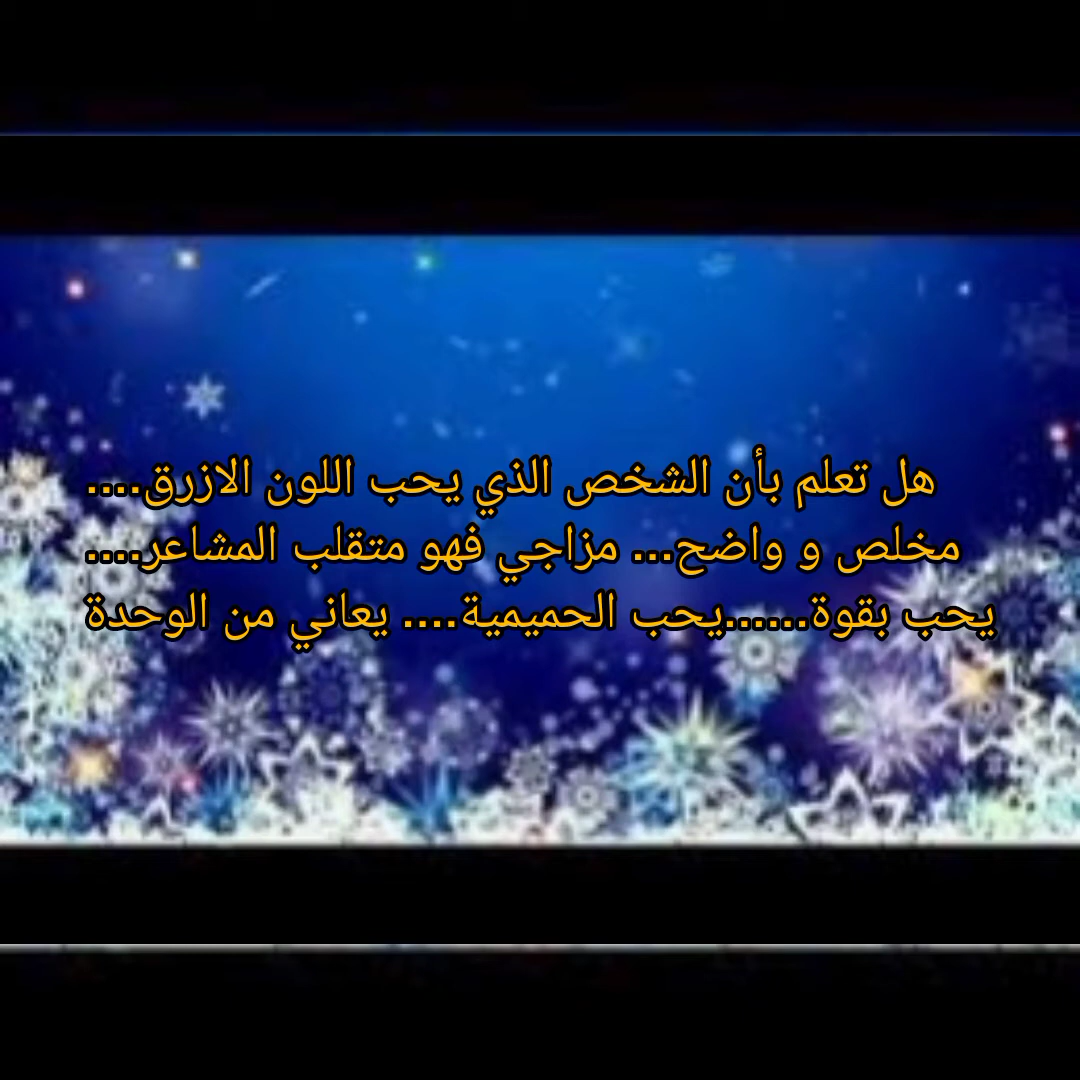 هل تعلم بأن الشخص الذي يحب اللون الازرق....
مخلص و واضح... مزاجي فهو متقلب المشاعر....
يحب بقوة......يحب الحميمية.... يعاني من الوحدة